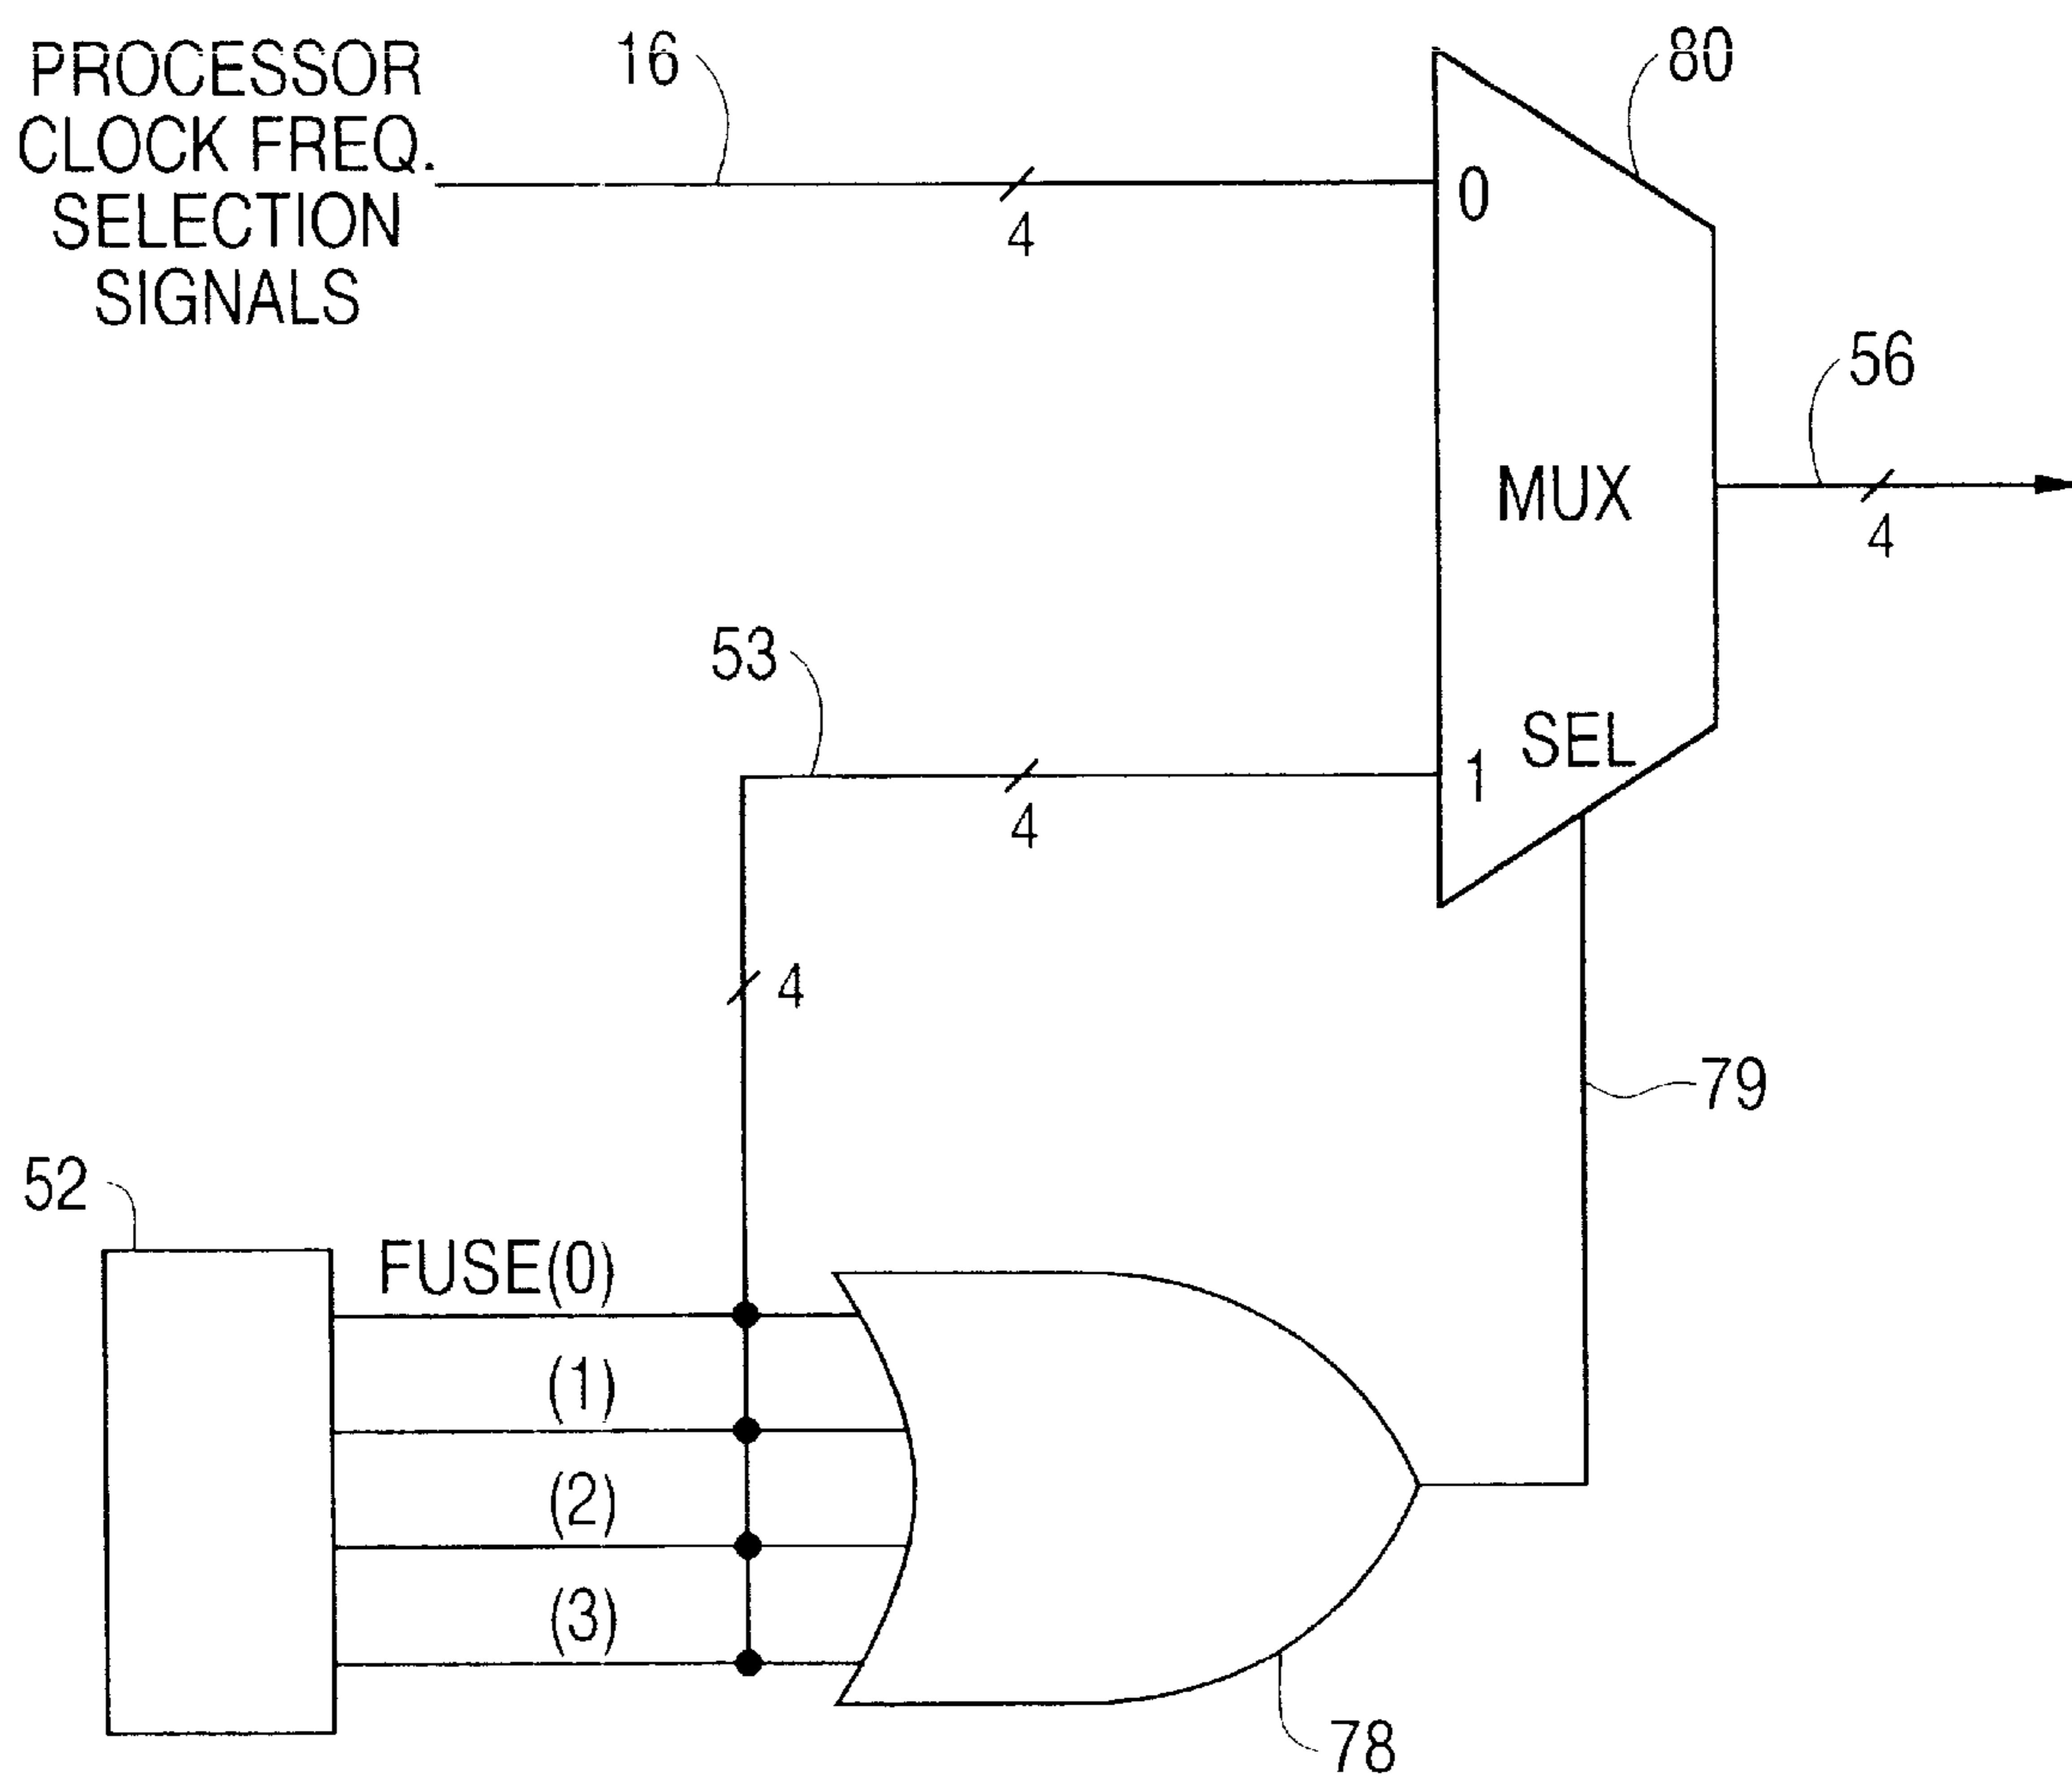 PROCESSOR
CLOCK FREQ.
SELECTION
SIGNALS
16
4
80
0
MUX
56
4
53
4
1
SEL
4
79
52
FUSE(0)
(1)
(2)
(3)
78